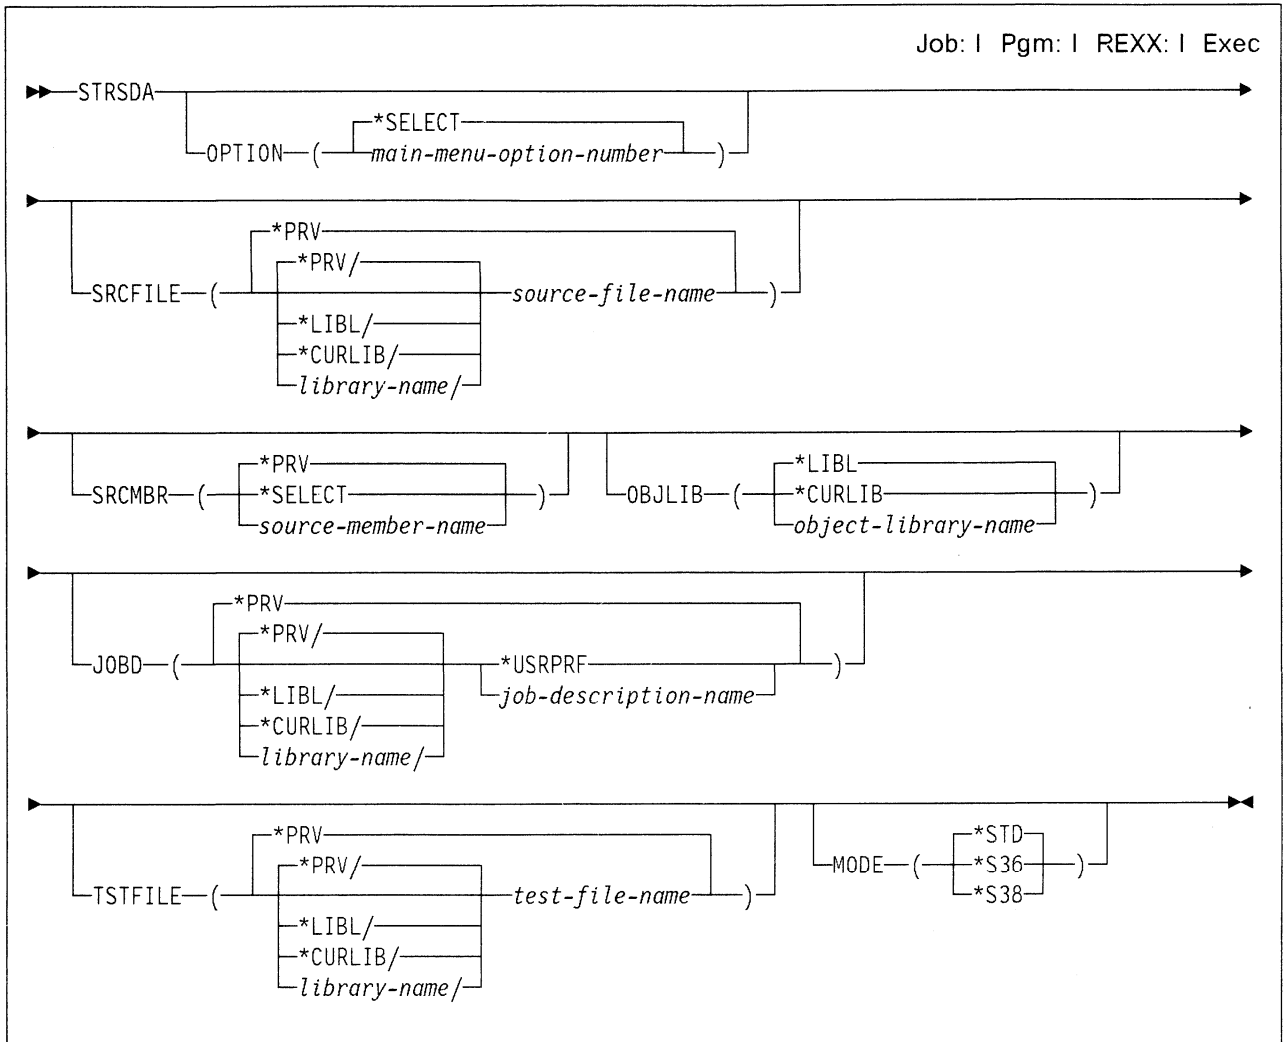 Job: I Pgm: I REXX: I Exec
STRSDA
*SELECT
OPTION ( main-menu-option-number )
*PRV
*PRV/
SRCFILE ( source-file-name )
*LIBL/
*CURLIB/
library-name/
*PRV *LIBL
SRCMBR ( *SELECT ) OBJLIB ( *CURLIB )
source-member-name object-library-name
*PRV
*PRV/
JOBD ( *USRPRF )
*LIBL/ job-description-name
*CURLIB/
library-name/
*PRV *STD
*PRV/ MODE ( *S36 )
TSTFILE ( test-file-name ) *S38
*LIBL/
*CURLIB/
library-name/